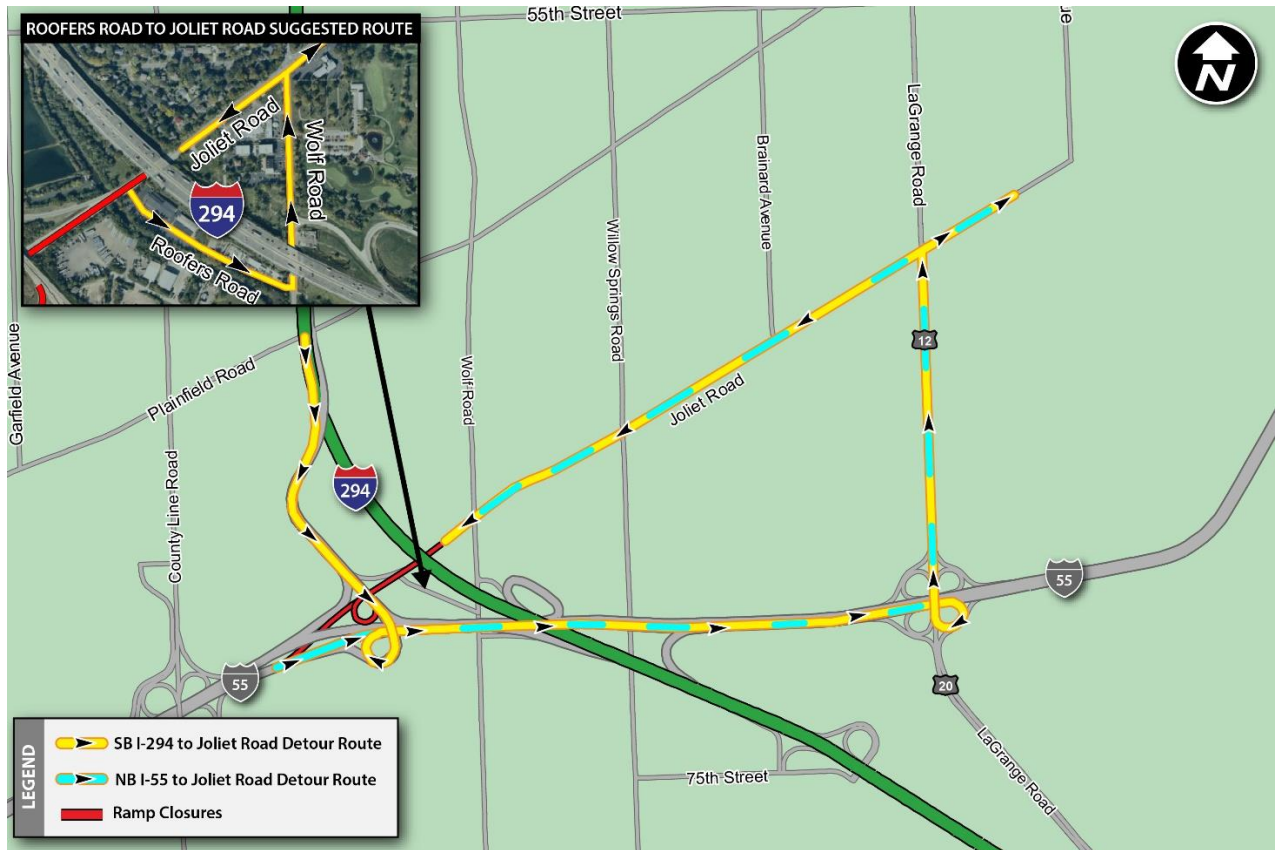 ROOFERS ROAD TO JOLIET ROAD SUGGESTED ROUTE
Joliet Road
Wolf Road
294
Roofers Road
55th Street
N
LaGrange Road
Brainard Avenue
Willow Springs Road
12
Garfield Avenue
Plainfield Road
Wolf Road
Joliet Road
County Line Road
294
55
55
20
LaGrange Road
75th Street
LEGEND
SB I-294 to Joliet Road Detour Route
NB I-55 to Joliet Road Detour Route
Ramp Closures